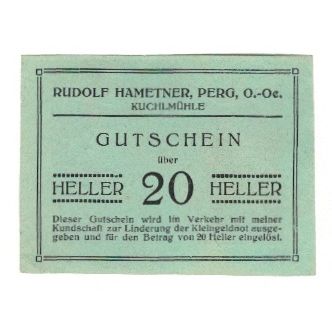 RUDOLF HAMETNER, PERG, O.-Oe.
KUCHLMÜHLE
GUTSCHEIN
über
HELLER 20 HELLER
Dieser Gutschein wird im Verkehr mit meiner
Kundschaft zur Linderung der Kleingeldnot ausge-
geben und für den Betrag von 20 Heller eingelöst.